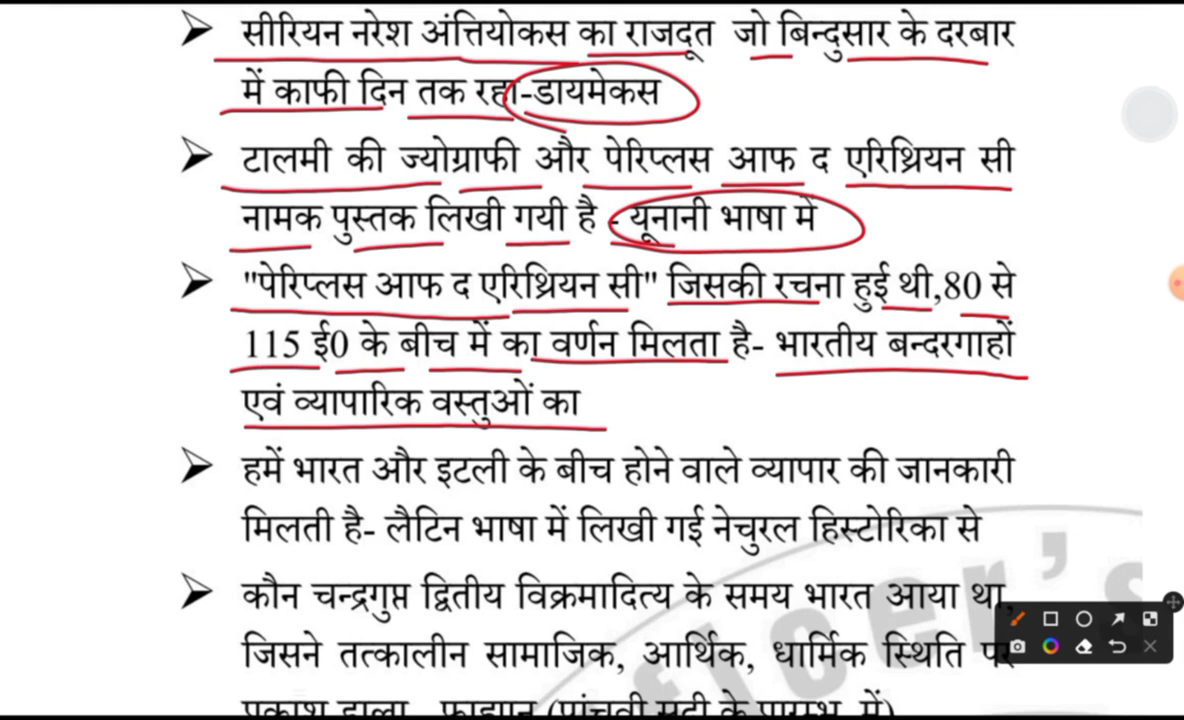 ➤ सीरियन नरेश अंत्तियोकस का राजदूत जो बिन्दुसार के दरबार
में काफी दिन तक रहा-डायमेकस
➤ टालमी की ज्योग्राफी और पेरिप्लस आफ द एरिथ्रियन सी
नामक पुस्तक लिखी गयी है - यूनानी भाषा में
➤ "पेरिप्लस आफ द एरिथ्रियन सी" जिसकी रचना हुई थी,80 से
115 ई0 के बीच में का वर्णन मिलता है- भारतीय बन्दरगाहों
एवं व्यापारिक वस्तुओं का
➤ हमें भारत और इटली के बीच होने वाले व्यापार की जानकारी
मिलती है- लैटिन भाषा में लिखी गई नेचुरल हिस्टोरिका से
➤ कौन चन्द्रगुप्त द्वितीय विक्रमादित्य के समय भारत आया था,
जिसने तत्कालीन सामाजिक, आर्थिक, धार्मिक स्थिति पर
ficer's